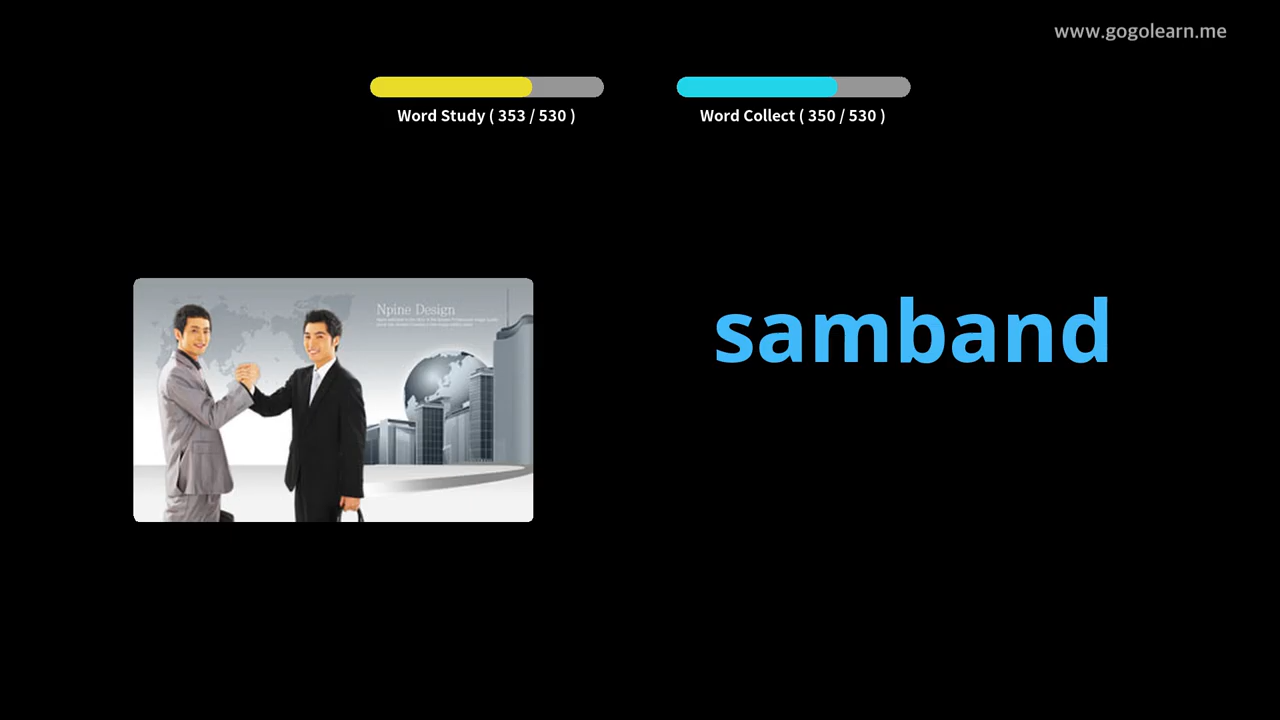 www.gogolearn.me
Word Study ( 353 / 530 )
Word Collect ( 350 / 530 )
Npine Design
samband